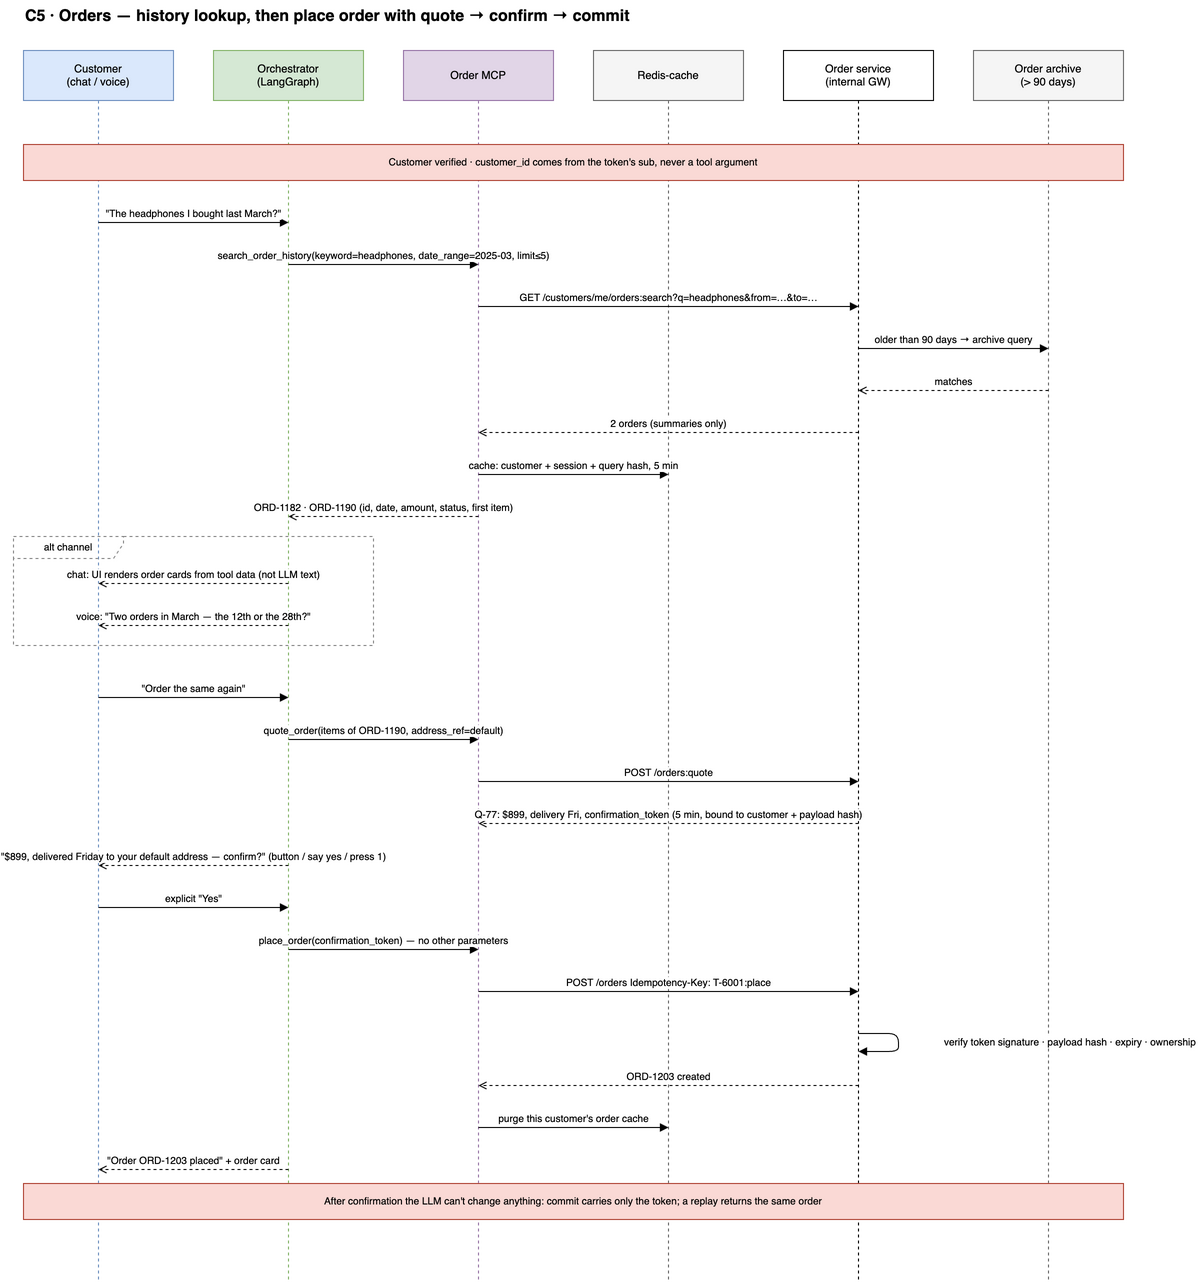 C5 · Orders — history lookup, then place order with quote → confirm → commit
Customer
(chat / voice)
Orchestrator
(LangGraph)
Order MCP
Redis-cache
Order service
(internal GW)
Order archive
(> 90 days)
Customer verified · customer_id comes from the token's sub, never a tool argument
"The headphones I bought last March?"
search_order_history(keyword=headphones, date_range=2025-03, limit≤5)
GET /customers/me/orders:search?q=headphones&from=…&to=…
older than 90 days → archive query
matches
2 orders (summaries only)
cache: customer + session + query hash, 5 min
ORD-1182 · ORD-1190 (id, date, amount, status, first item)
alt channel
chat: UI renders order cards from tool data (not LLM text)
voice: "Two orders in March — the 12th or the 28th?"
"Order the same again"
quote_order(items of ORD-1190, address_ref=default)
POST /orders:quote
Q-77: $899, delivery Fri, confirmation_token (5 min, bound to customer + payload hash)
"$899, delivered Friday to your default address — confirm?" (button / say yes / press 1)
explicit "Yes"
place_order(confirmation_token) — no other parameters
POST /orders Idempotency-Key: T-6001:place
verify token signature · payload hash · expiry · ownership
ORD-1203 created
purge this customer's order cache
"Order ORD-1203 placed" + order card
After confirmation the LLM can't change anything: commit carries only the token; a replay returns the same order